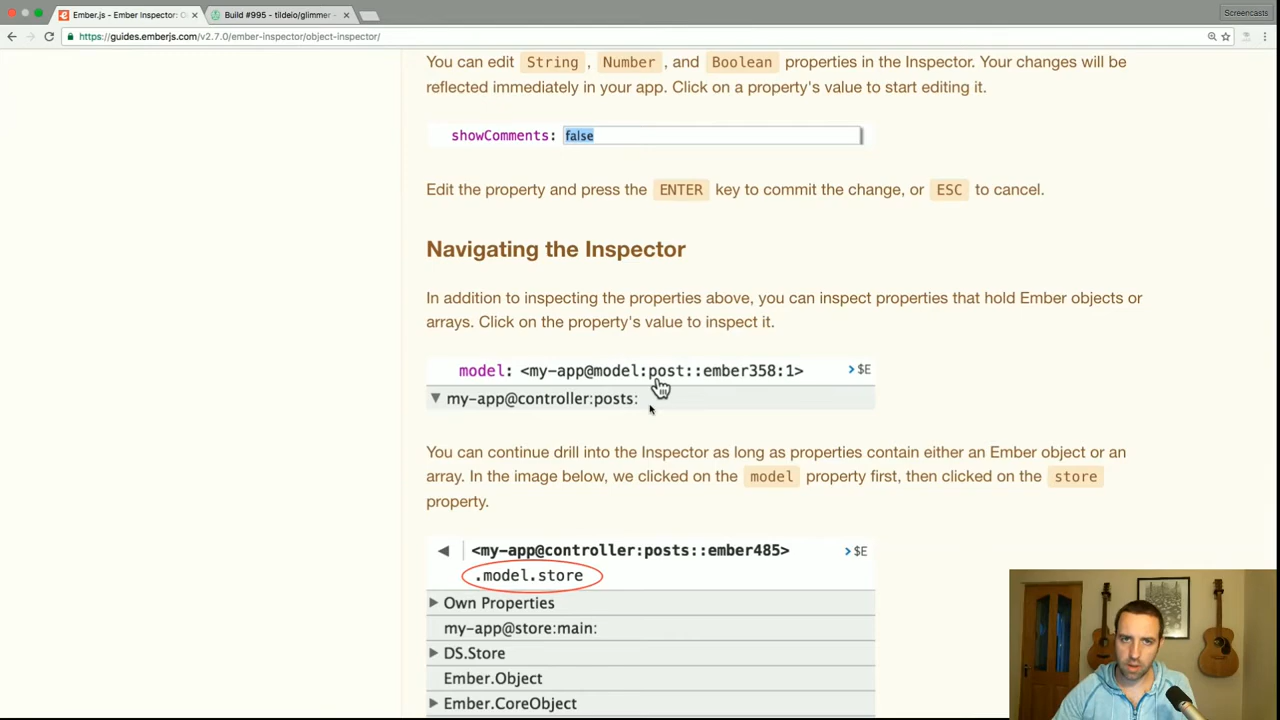 Ember.js - Ember Inspector: O
Build #995 - tildeio/glimmer -
Screencasts
https://guides.emberjs.com/v2.7.0/ember-inspector/object-inspector/
You can edit String , Number , and Boolean properties in the Inspector. Your changes will be
reflected immediately in your app. Click on a property's value to start editing it.
showComments: false
Edit the property and press the ENTER key to commit the change, or ESC to cancel.
Navigating the Inspector
In addition to inspecting the properties above, you can inspect properties that hold Ember objects or
arrays. Click on the property's value to inspect it.
model: <my-app@model:post::ember358:1> $E
my-app@controller:posts:
You can continue drill into the Inspector as long as properties contain either an Ember object or an
array. In the image below, we clicked on the model property first, then clicked on the store
property.
<my-app@controller:posts::ember485> $E
.model.store
Own Properties
my-app@store:main:
DS.Store
Ember.Object
Ember.CoreObject